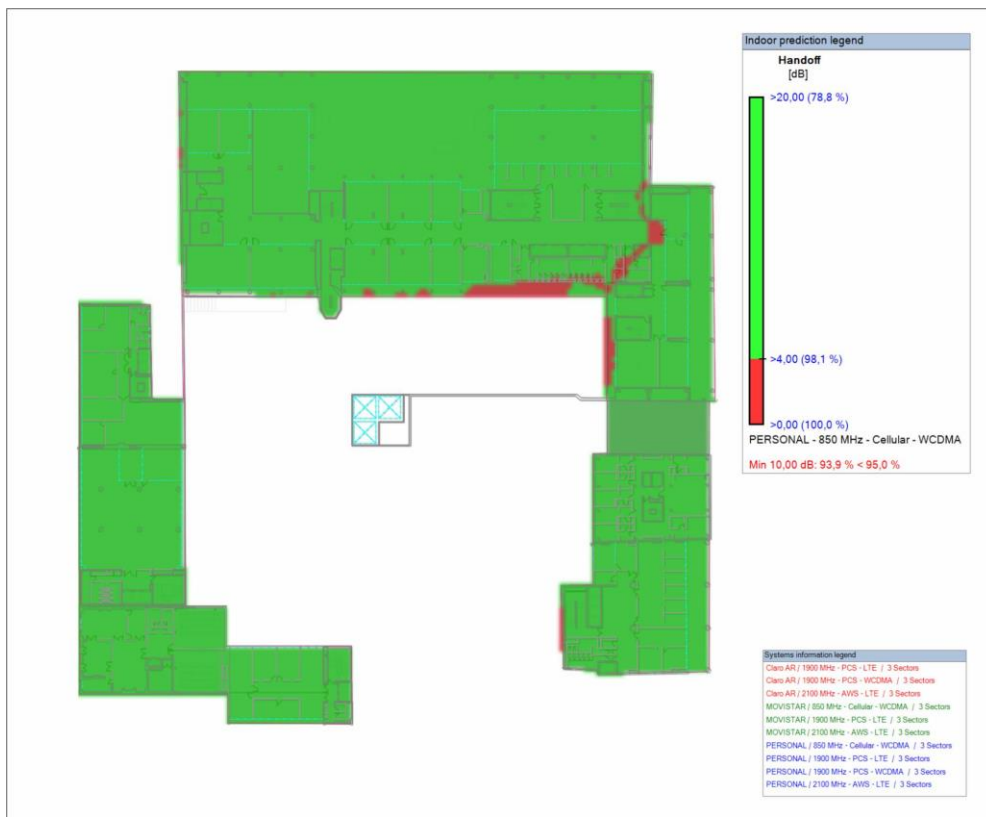 Indoor prediction legend
Handoff
[dB]
>20,00 (78,8 %)
>4,00 (98,1 %)
>0,00 (100,0 %)
PERSONAL - 850 MHz - Cellular - WCDMA
Min 10,00 dB: 93,9 % < 95,0 %
Systems information legend
Claro AR / 1900 MHz - PCS - LTE / 3 Sectors
Claro AR / 1900 MHz - PCS - WCDMA / 3 Sectors
Claro AR / 2100 MHz - AWS - LTE / 3 Sectors
MOVISTAR / 850 MHz - Cellular - WCDMA / 3 Sectors
MOVISTAR / 1900 MHz - PCS - LTE / 3 Sectors
MOVISTAR / 2100 MHz - AWS - LTE / 3 Sectors
PERSONAL / 850 MHz - Cellular - WCDMA / 3 Sectors
PERSONAL / 1900 MHz - PCS - LTE / 3 Sectors
PERSONAL / 1900 MHz - PCS - WCDMA / 3 Sectors
PERSONAL / 2100 MHz - AWS - LTE / 3 Sectors